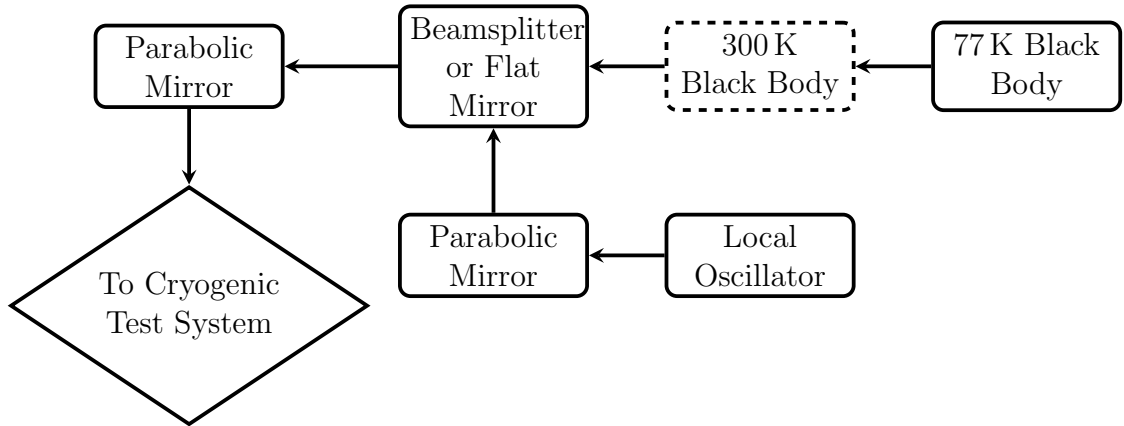 Parabolic
Mirror
Beamsplitter
or Flat
Mirror
300 K
Black Body
77 K Black
Body
Parabolic
Mirror
Local
Oscillator
To Cryogenic
Test System